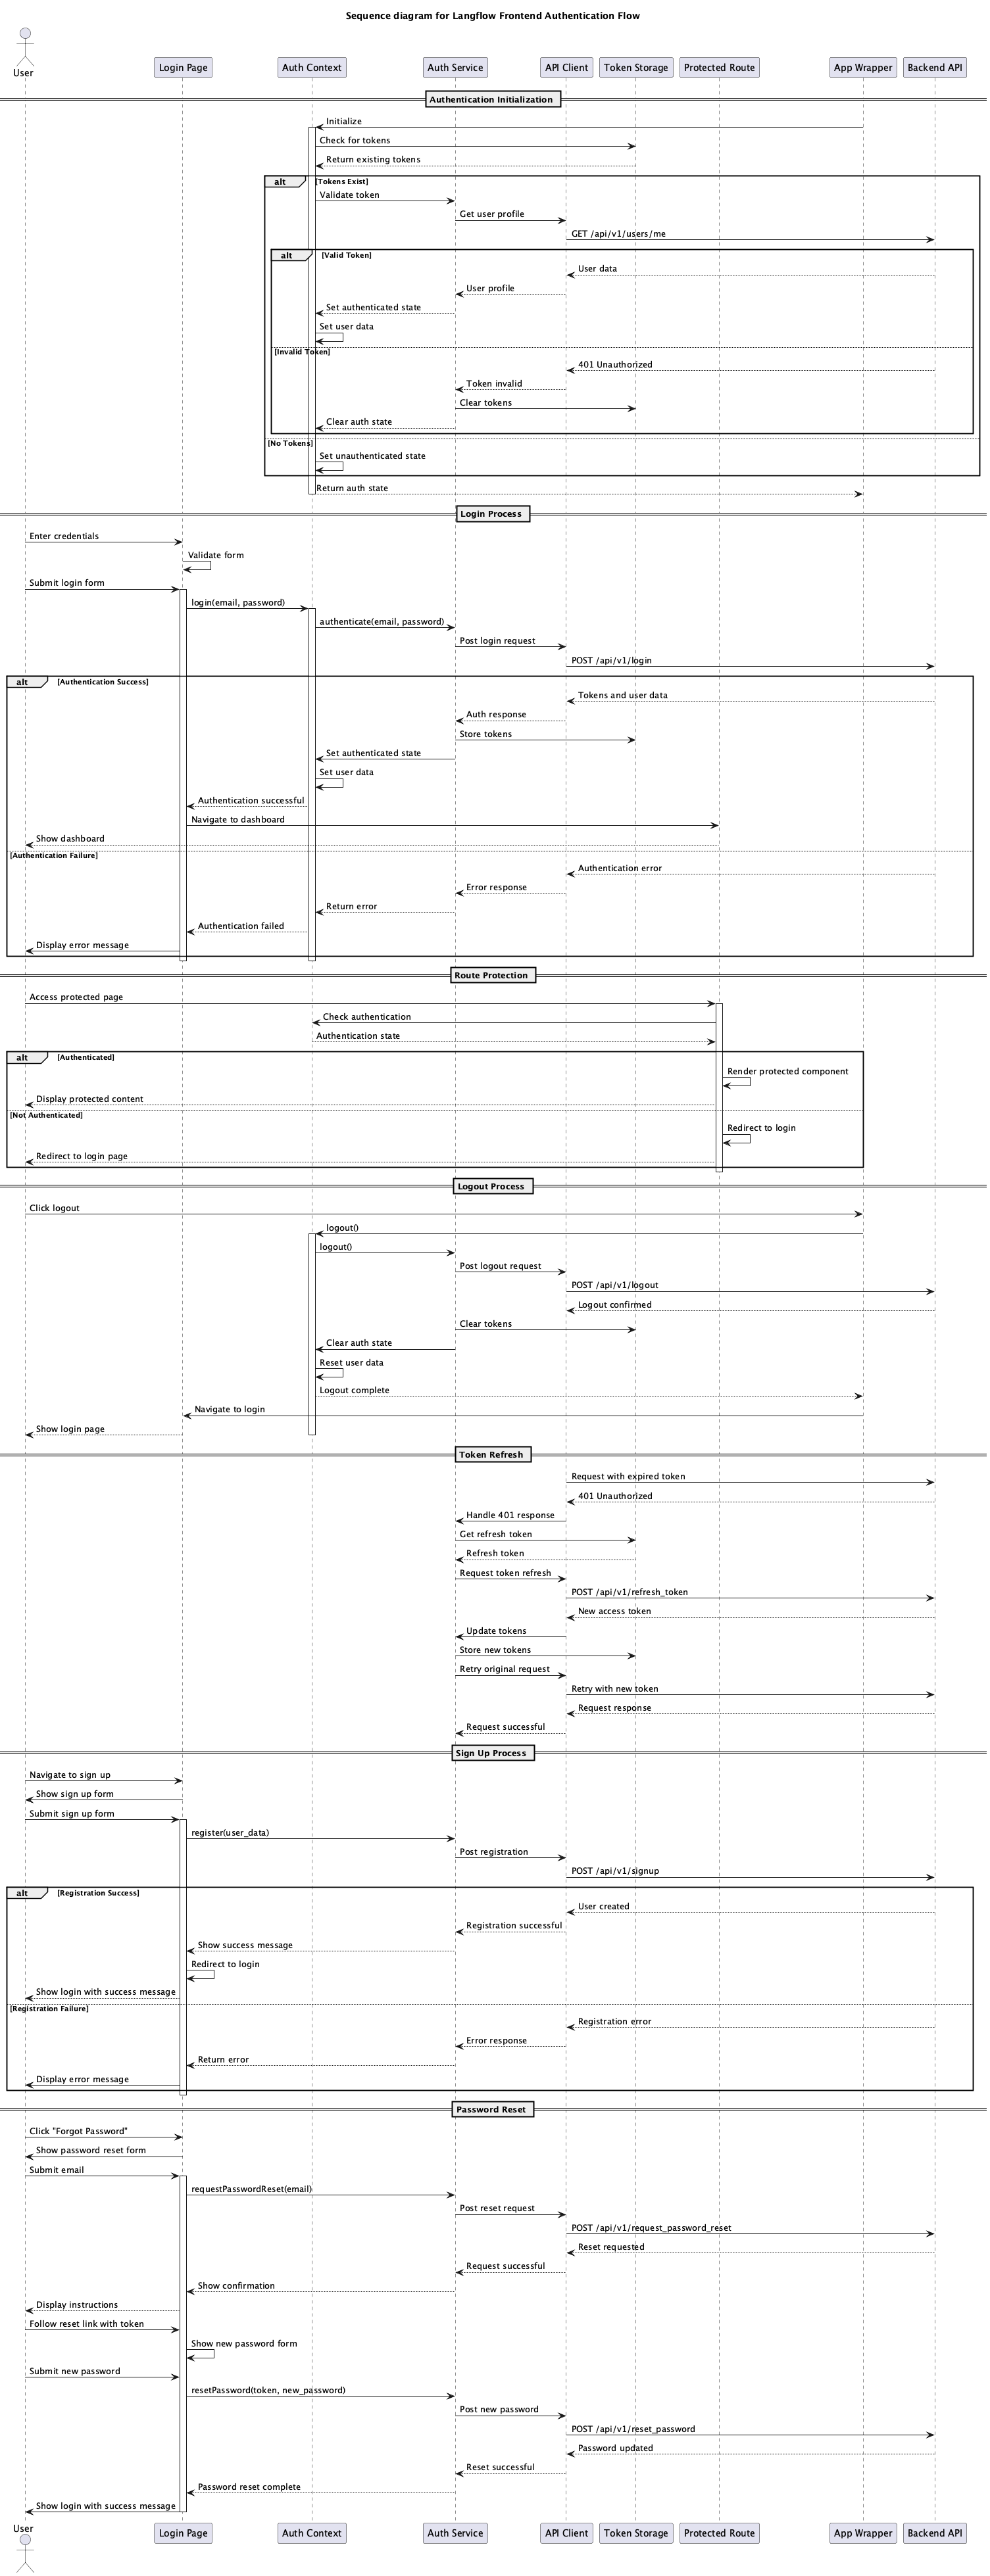 Sequence diagram for Langflow Frontend Authentication Flow
User
Login Page
Auth Context
Auth Service
API Client
Token Storage
Protected Route
App Wrapper
Backend API
Authentication Initialization
Initialize
Check for tokens
Return existing tokens
alt
[Tokens Exist]
Validate token
Get user profile
GET /api/v1/users/me
alt
[Valid Token]
User data
User profile
Set authenticated state
Set user data
[Invalid Token]
401 Unauthorized
Token invalid
Clear tokens
Clear auth state
[No Tokens]
Set unauthenticated state
Return auth state
Login Process
Enter credentials
Validate form
Submit login form
login(email, password)
authenticate(email, password)
Post login request
POST /api/v1/login
alt
[Authentication Success]
Tokens and user data
Auth response
Store tokens
Set authenticated state
Set user data
Authentication successful
Navigate to dashboard
Show dashboard
[Authentication Failure]
Authentication error
Error response
Return error
Authentication failed
Display error message
Route Protection
Access protected page
Check authentication
Authentication state
alt
[Authenticated]
Render protected component
Display protected content
[Not Authenticated]
Redirect to login
Redirect to login page
Logout Process
Click logout
logout()
logout()
Post logout request
POST /api/v1/logout
Logout confirmed
Clear tokens
Clear auth state
Reset user data
Logout complete
Navigate to login
Show login page
Token Refresh
Request with expired token
401 Unauthorized
Handle 401 response
Get refresh token
Refresh token
Request token refresh
POST /api/v1/refresh_token
New access token
Update tokens
Store new tokens
Retry original request
Retry with new token
Request response
Request successful
Sign Up Process
Navigate to sign up
Show sign up form
Submit sign up form
register(user_data)
Post registration
POST /api/v1/signup
alt
[Registration Success]
User created
Registration successful
Show success message
Redirect to login
Show login with success message
[Registration Failure]
Registration error
Error response
Return error
Display error message
Password Reset
Click "Forgot Password"
Show password reset form
Submit email
requestPasswordReset(email)
Post reset request
POST /api/v1/request_password_reset
Reset requested
Request successful
Show confirmation
Display instructions
Follow reset link with token
Show new password form
Submit new password
resetPassword(token, new_password)
Post new password
POST /api/v1/reset_password
Password updated
Reset successful
Password reset complete
Show login with success message
User
Login Page
Auth Context
Auth Service
API Client
Token Storage
Protected Route
App Wrapper
Backend API